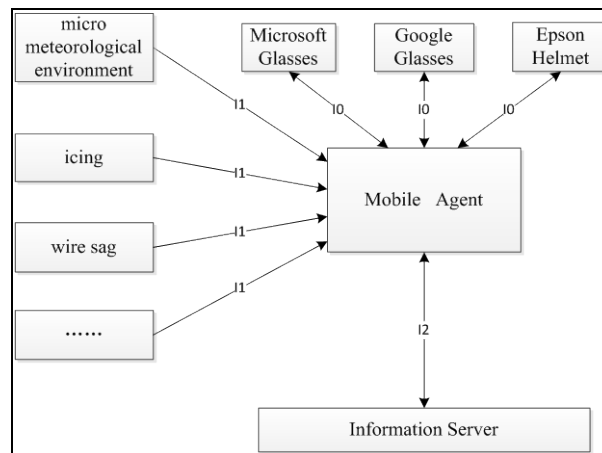 micro
meteorological
environment
Microsoft
Glasses
Google
Glasses
Epson
Helmet
I1
I0
I0
I0
icing
I1
Mobile Agent
wire sag
I1
I1
......
I2
Information Server